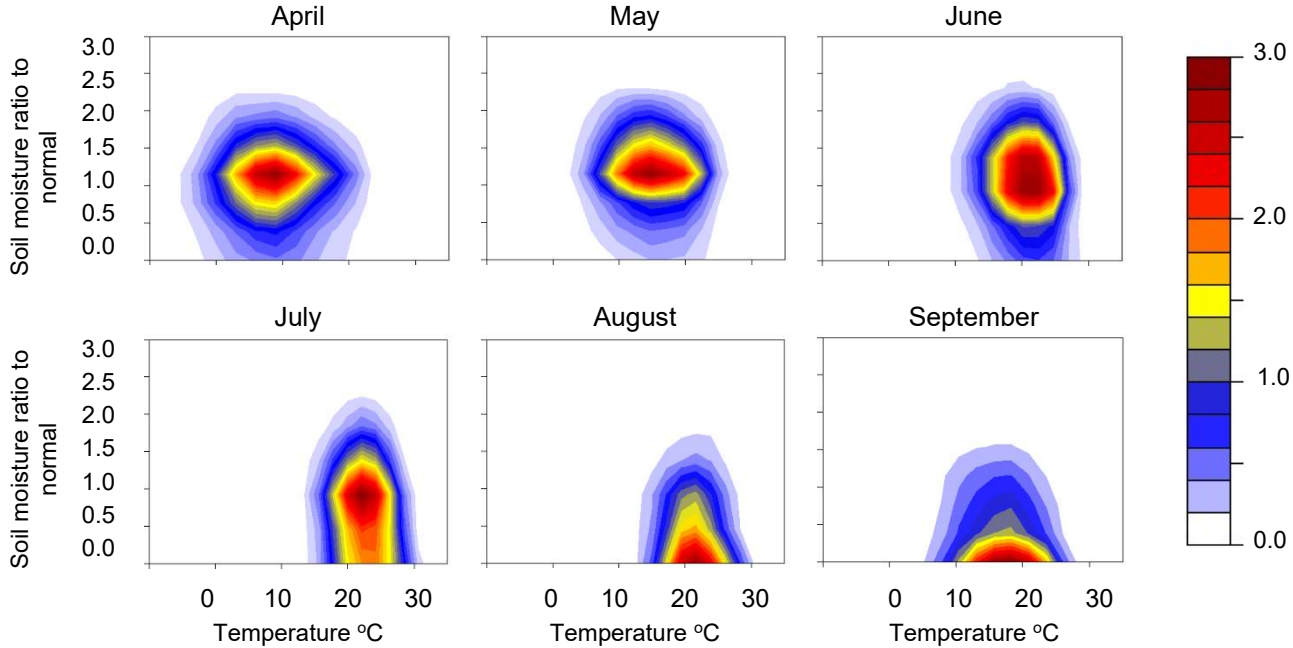 April
May
June
3.0
2.5
2.0
1.5
1.0
0.5
0.0
Soil moisture ratio to
normal
3.0
2.0
1.0
0.0
July
August
September
3.0
2.5
2.0
1.5
1.0
0.5
0.0
Soil moisture ratio to
normal
0 10 20 30
0 10 20 30
0 10 20 30
Temperature ºC
Temperature ºC
Temperature ºC